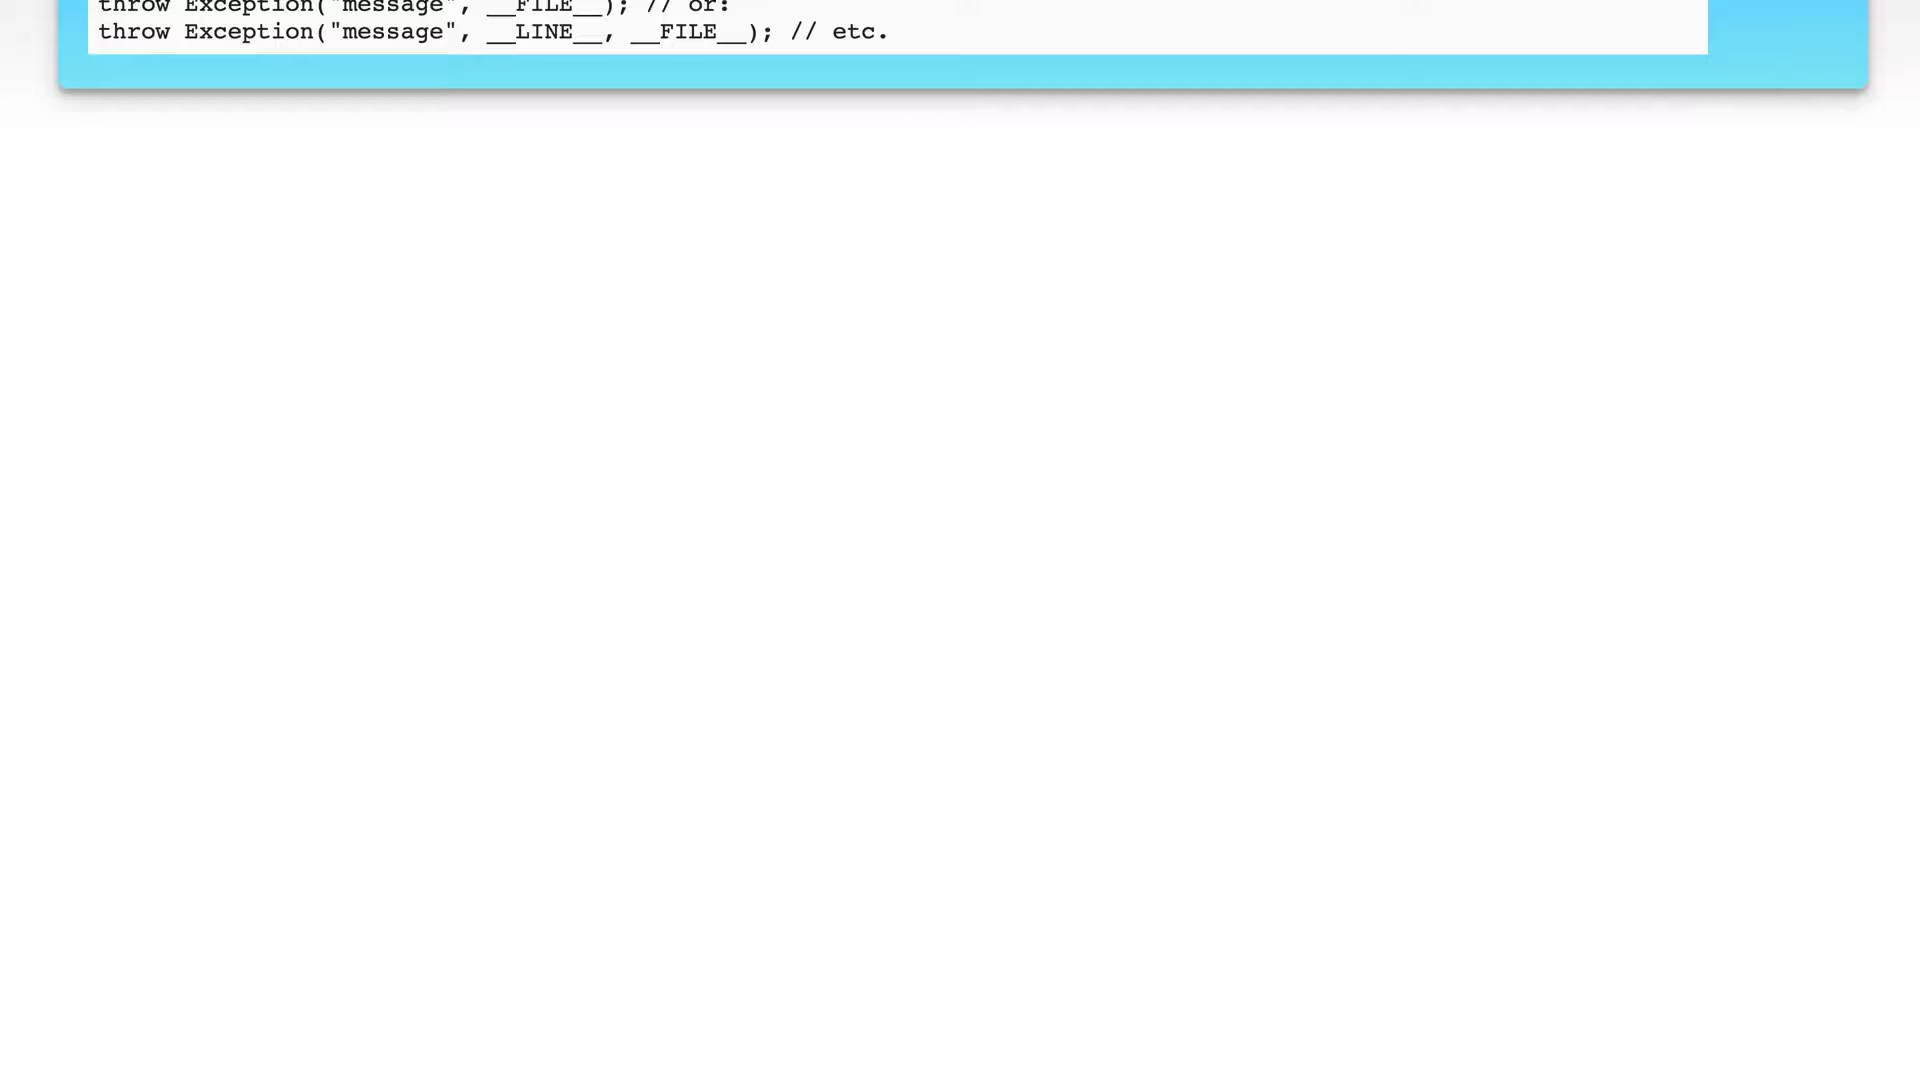 throw Exception("message", __FILE__); // or:
throw Exception("message", __LINE__, __FILE__); // etc.